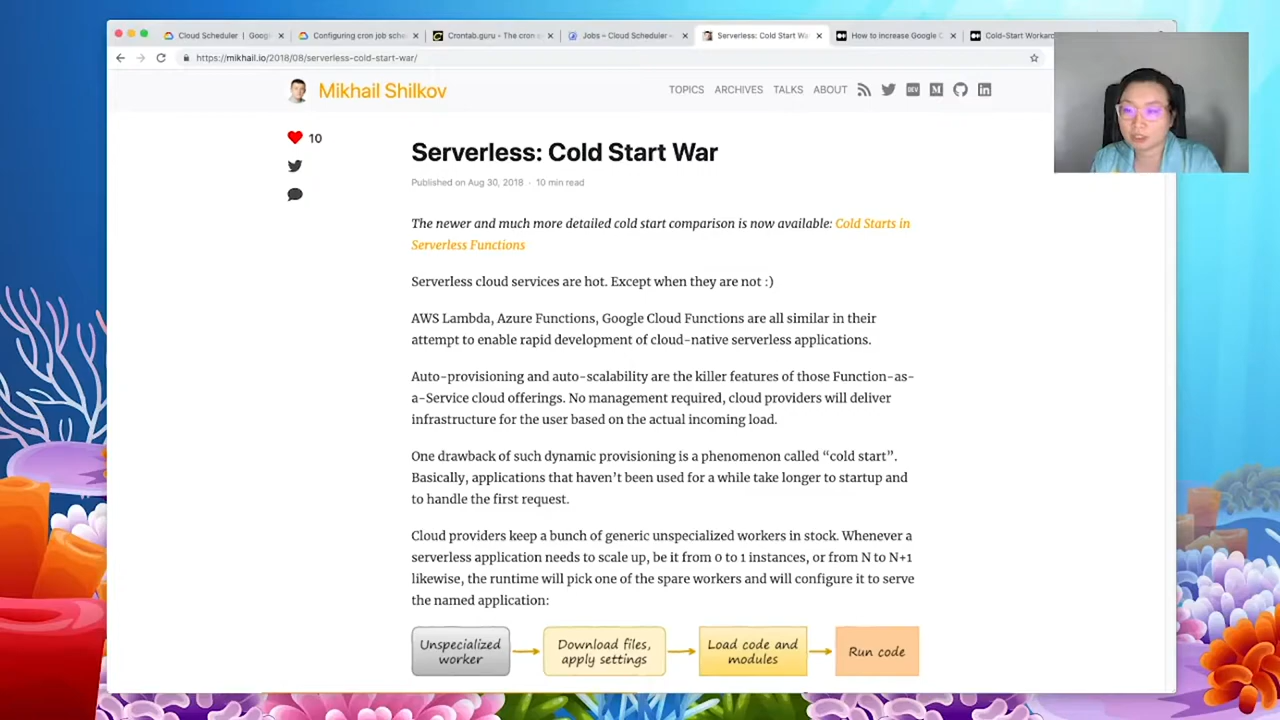 Cloud Scheduler | Goog
Configuring cron job sche
Crontab.guru - The cron s
Jobs – Cloud Scheduler –
Serverless: Cold Start Wa
How to increase Google C
Cold-Start Workaro
https://mikhail.io/2018/08/serverless-cold-start-war/
Mikhail Shilkov
TOPICS ARCHIVES TALKS ABOUT
DEV
10
Serverless: Cold Start War
Published on Aug 30, 2018 · 10 min read
The newer and much more detailed cold start comparison is now available: Cold Starts in
Serverless Functions
Serverless cloud services are hot. Except when they are not :)
AWS Lambda, Azure Functions, Google Cloud Functions are all similar in their
attempt to enable rapid development of cloud-native serverless applications.
Auto-provisioning and auto-scalability are the killer features of those Function-as-
a-Service cloud offerings. No management required, cloud providers will deliver
infrastructure for the user based on the actual incoming load.
One drawback of such dynamic provisioning is a phenomenon called “cold start”.
Basically, applications that haven’t been used for a while take longer to startup and
to handle the first request.
Cloud providers keep a bunch of generic unspecialized workers in stock. Whenever a
serverless application needs to scale up, be it from 0 to 1 instances, or from N to N+1
likewise, the runtime will pick one of the spare workers and will configure it to serve
the named application:
Unspecialized
worker
Download files,
apply settings
Load code and
modules
Run code